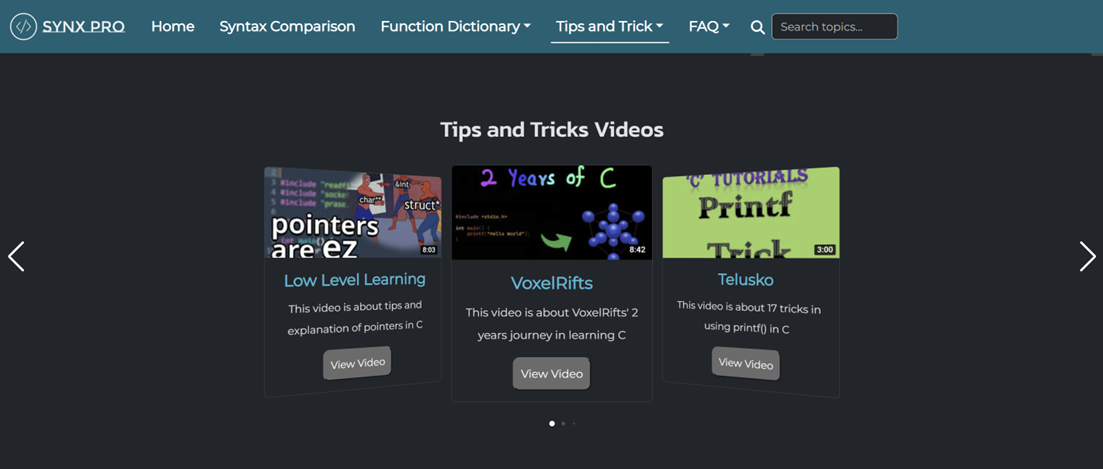 SYNX PRO Home Syntax Comparison Function Dictionary Tips and Trick FAQ Search topics...
Tips and Tricks Videos
#include "readf
#include "socke
#include "prase
char**
&int
struct*
pointers
are ez
8:03
Low Level Learning
This video is about tips and
explanation of pointers in C
View Video
2 Years of C
#include <stdio.h>
int main() {
printf("Hello World");
}
8:42
VoxelRifts
This video is about VoxelRifts' 2
years journey in learning C
View Video
'C' TUTORIALS
Printf
Trick
3:00
Telusko
This video is about 17 tricks in
using printf() in C
View Video